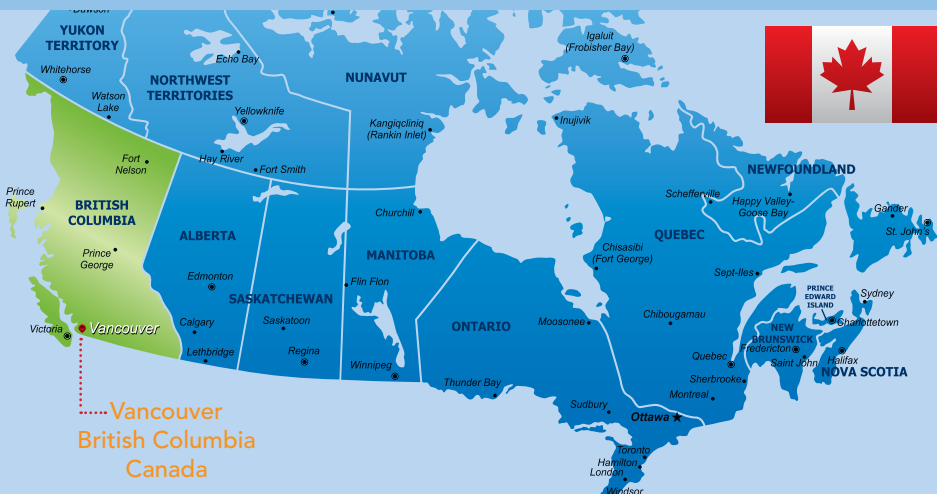 Dawson
YUKON
TERRITORY
Whitehorse
Watson
Lake
Echo Bay
NORTHWEST
TERRITORIES
Yellowknife
Hay River
Fort Smith
NUNAVUT
Kangiqcliniq
(Rankin Inlet)
Igaluit
(Frobisher Bay)
Inujivik
Fort
Nelson
Prince
Rupert
BRITISH
COLUMBIA
Prince
George
Victoria
Vancouver
ALBERTA
Edmonton
Calgary
Lethbridge
SASKATCHEWAN
Saskatoon
Regina
Churchill
MANITOBA
Flin Flon
Winnipeg
ONTARIO
Moosonee
Thunder Bay
Sudbury
Ottawa
Toronto
Hamilton
London
Windsor
QUEBEC
Chisasibi
(Fort George)
Chibougamau
Schefferville
Sept-Iles
Quebec
Sherbrooke
Montreal
NEWFOUNDLAND
Happy Valley-
Goose Bay
Gander
St. John's
PRINCE
EDWARD
ISLAND
Sydney
Charlottetown
NEW
BRUNSWICK
Fredericton
Saint John
Halifax
NOVA SCOTIA
Vancouver
British Columbia
Canada